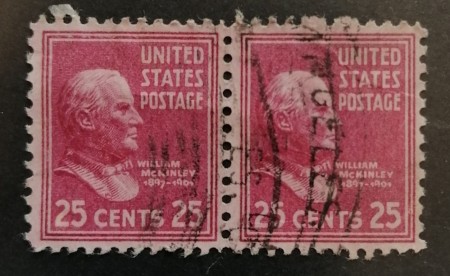 UNITED
STATES
POSTAGE
WILLIAM
MCKINLEY
1897-1901
25 CENTS 25
UNITED
STATES
POSTAGE
WILLIAM
MCKINLEY
1897-1901
25 CENTS 25